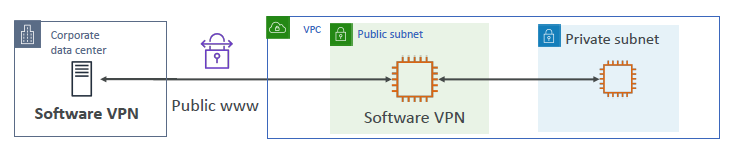 Corporate
data center
Software VPN
Public www
VPC
Public subnet
Software VPN
Private subnet